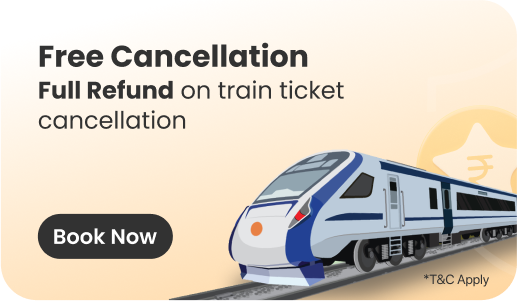 Free Cancellation
Full Refund on train ticket
cancellation
₹
Book Now
*T&C Apply